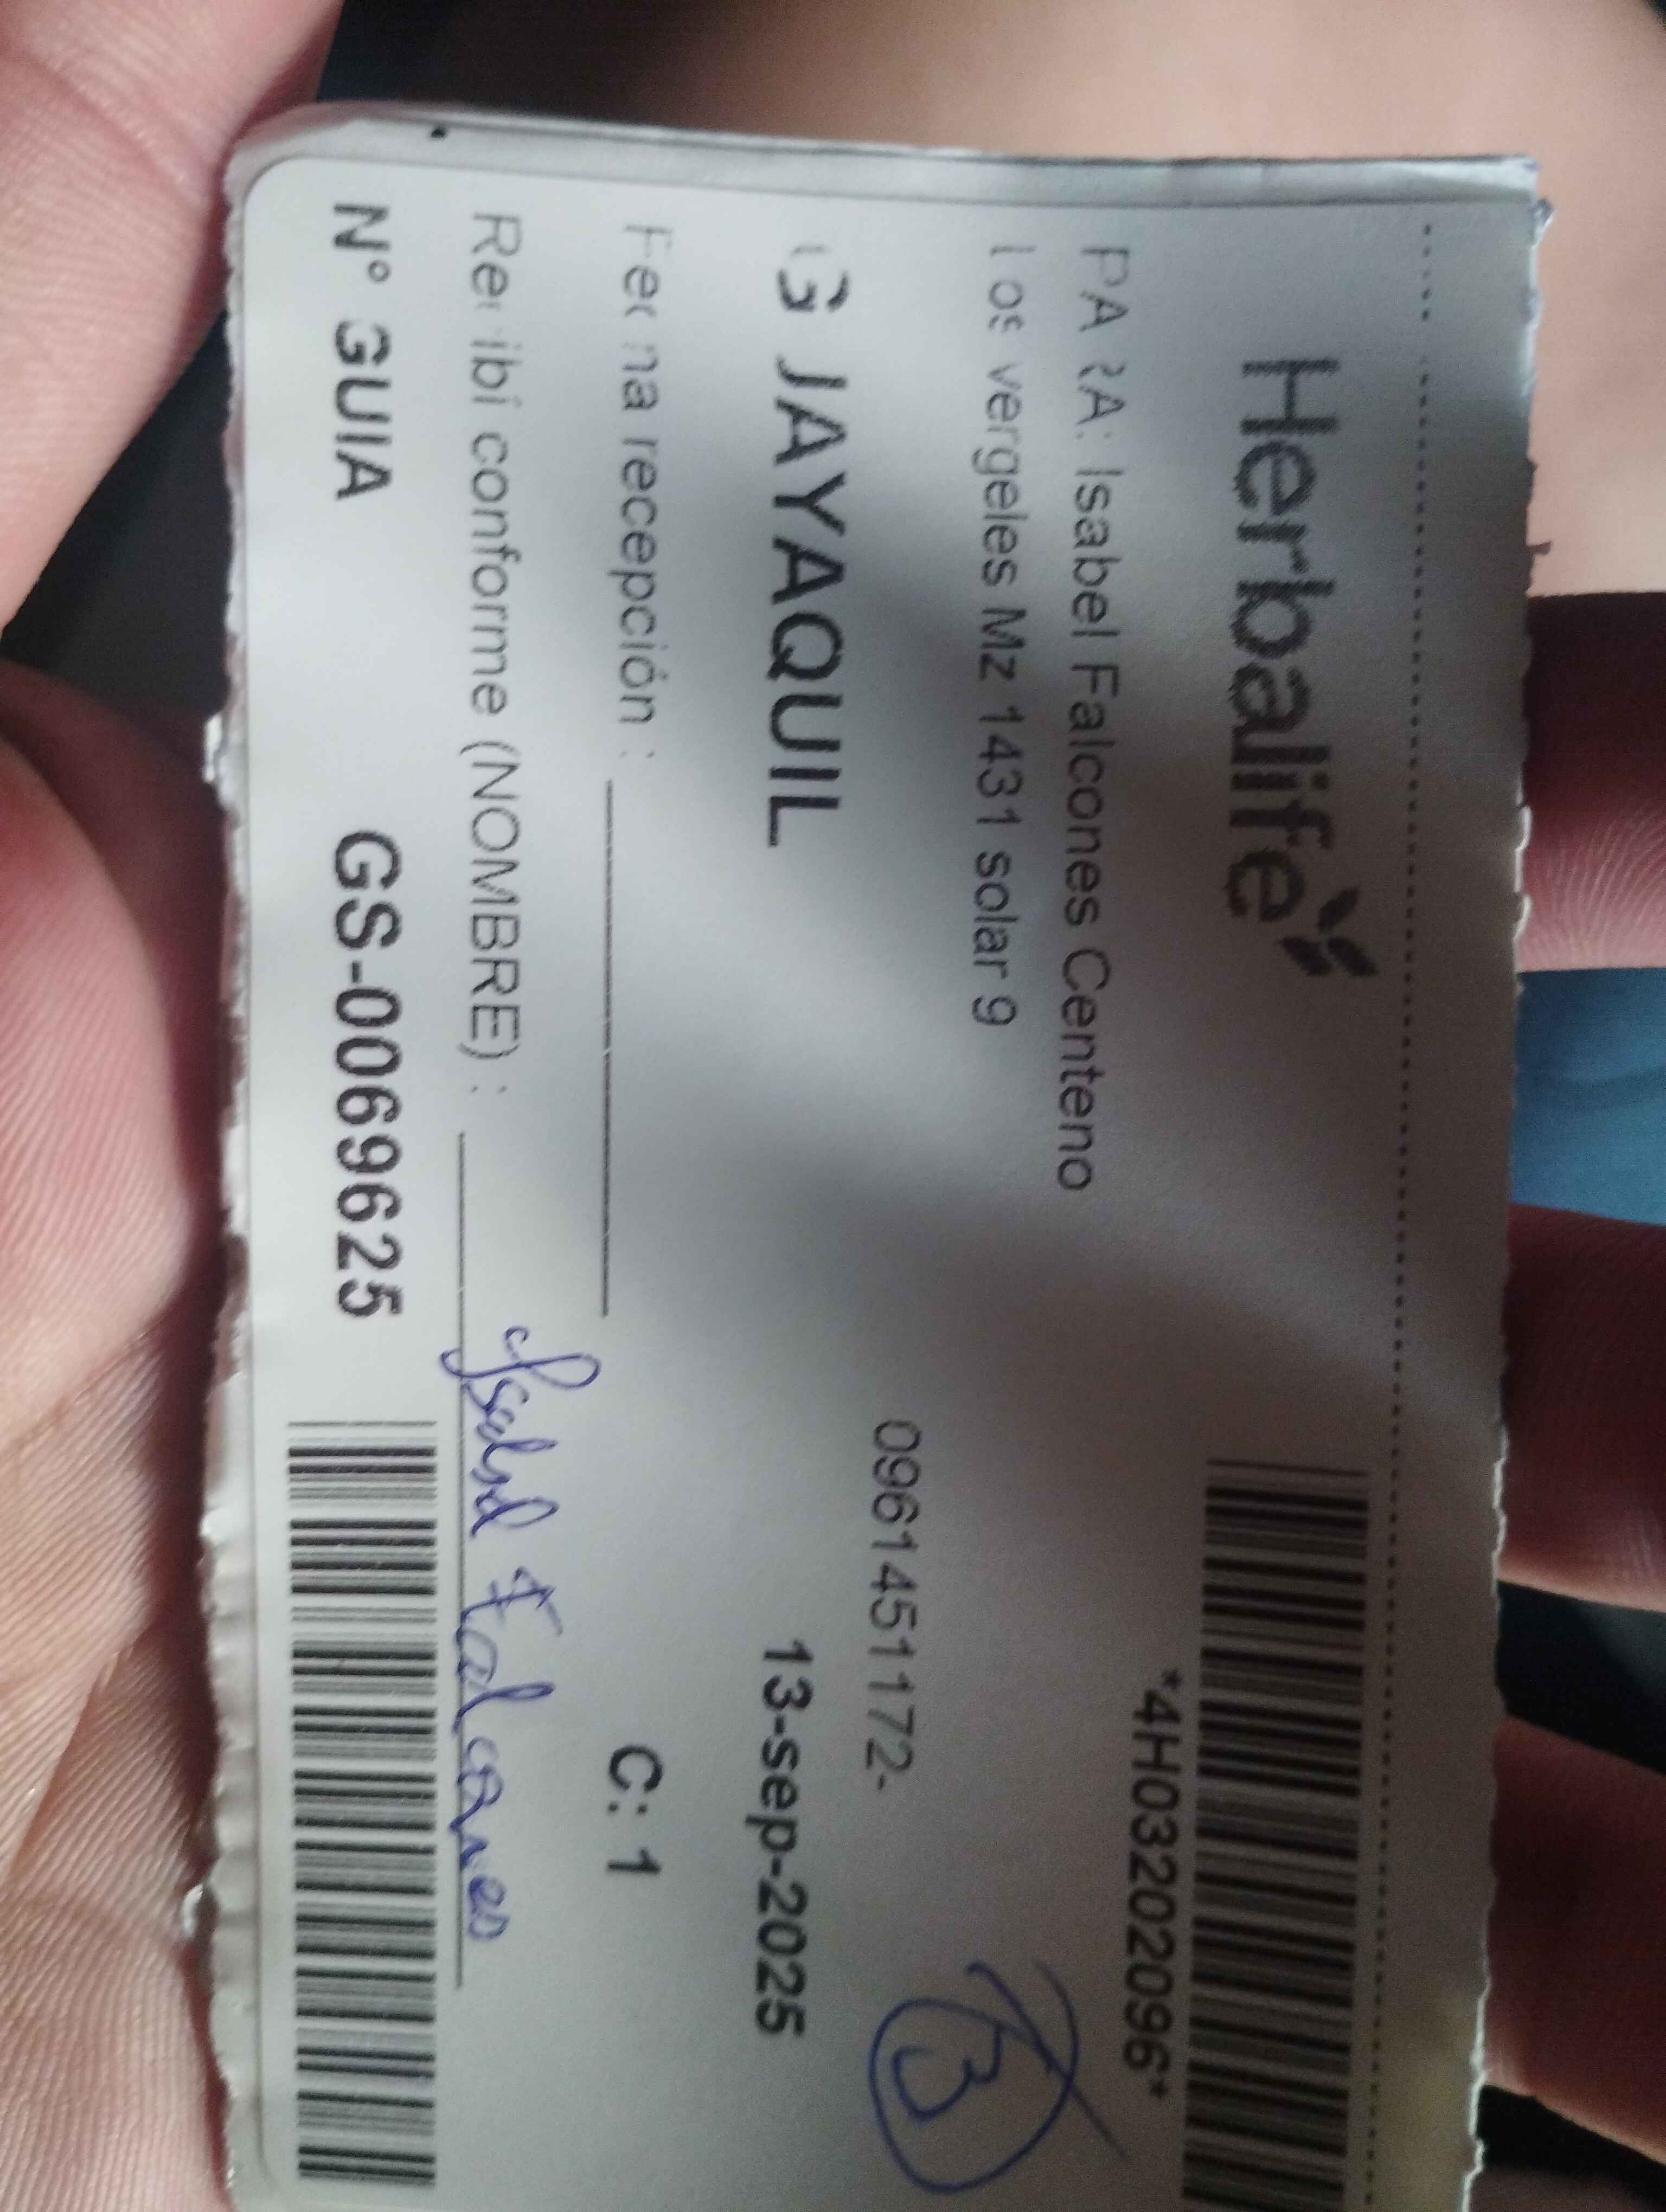 Herbalife
*4H03202096*
PARA: Isabel Falcones Centeno
Los vergeles Mz 1431 solar 9
0961451172-
3
GUAYAQUIL
13-sep-2025
Fecha recepción :
C: 1
Recibí conforme (NOMBRE) : Isabel Falcones
N° GUIA GS-0069625